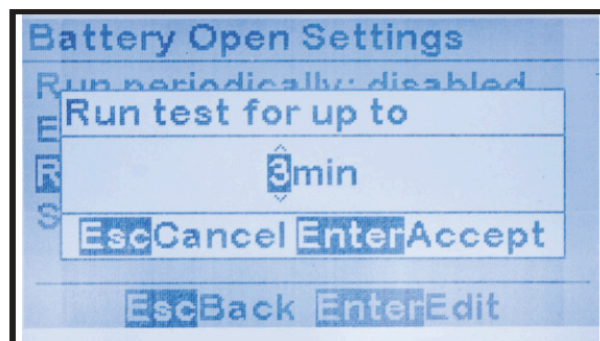 Battery Open Settings
Run periodically: disabled
E
Run test for up to
R
3min
S
EscCancel EnterAccept
EscBack EnterEdit